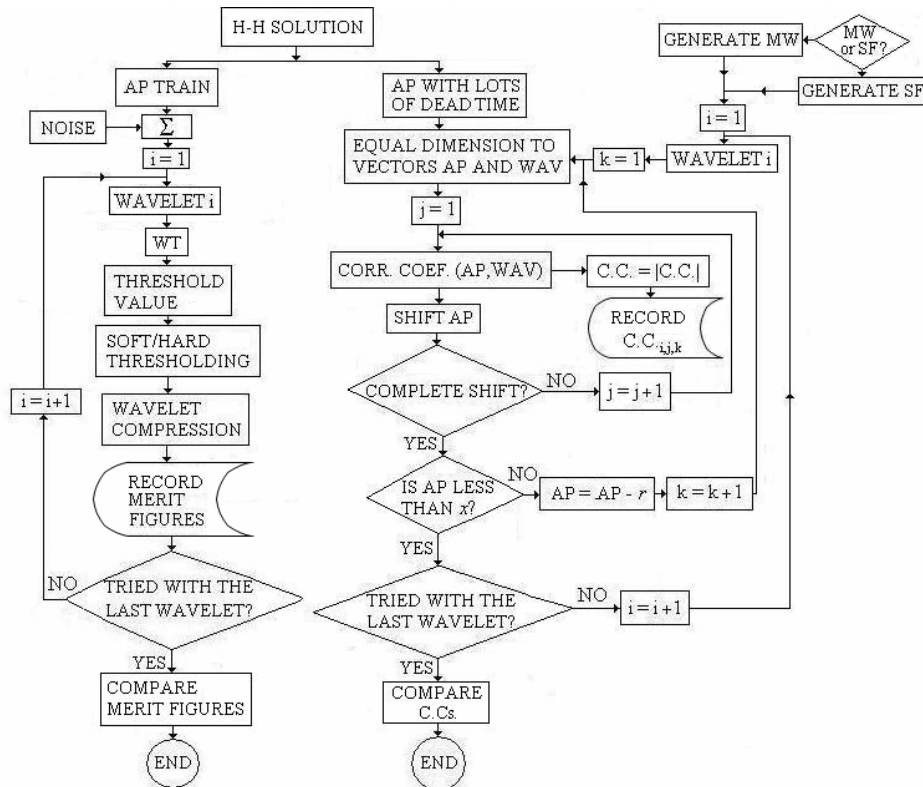 H-H SOLUTION
AP TRAIN
NOISE
Σ
i = 1
WAVELET i
WT
THRESHOLD
VALUE
SOFT/HARD
THRESHOLDING
i = i+1
WAVELET
COMPRESSION
RECORD
MERIT
FIGURES
NO
TRIED WITH THE
LAST WAVELET?
YES
COMPARE
MERIT FIGURES
END
AP WITH LOTS
OF DEAD TIME
EQUAL DIMENSION TO
VECTORS AP AND WAV
j = 1
CORR. COEF. (AP,WAV)
C.C. = |C.C.|
RECORD
C.C.i,j,k
SHIFT AP
COMPLETE SHIFT?
NO
j = j+1
YES
IS AP LESS
THAN x?
NO
AP = AP - r
k = k+1
YES
TRIED WITH THE
LAST WAVELET?
NO
i = i+1
YES
COMPARE
C.Cs.
END
GENERATE MW
MW
or SF?
GENERATE SF
i = 1
WAVELET i
k = 1